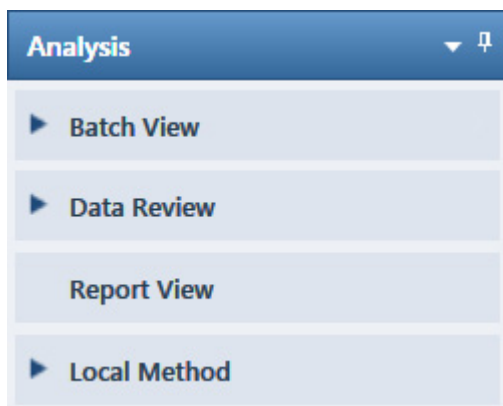 Analysis
Batch View
Data Review
Report View
Local Method